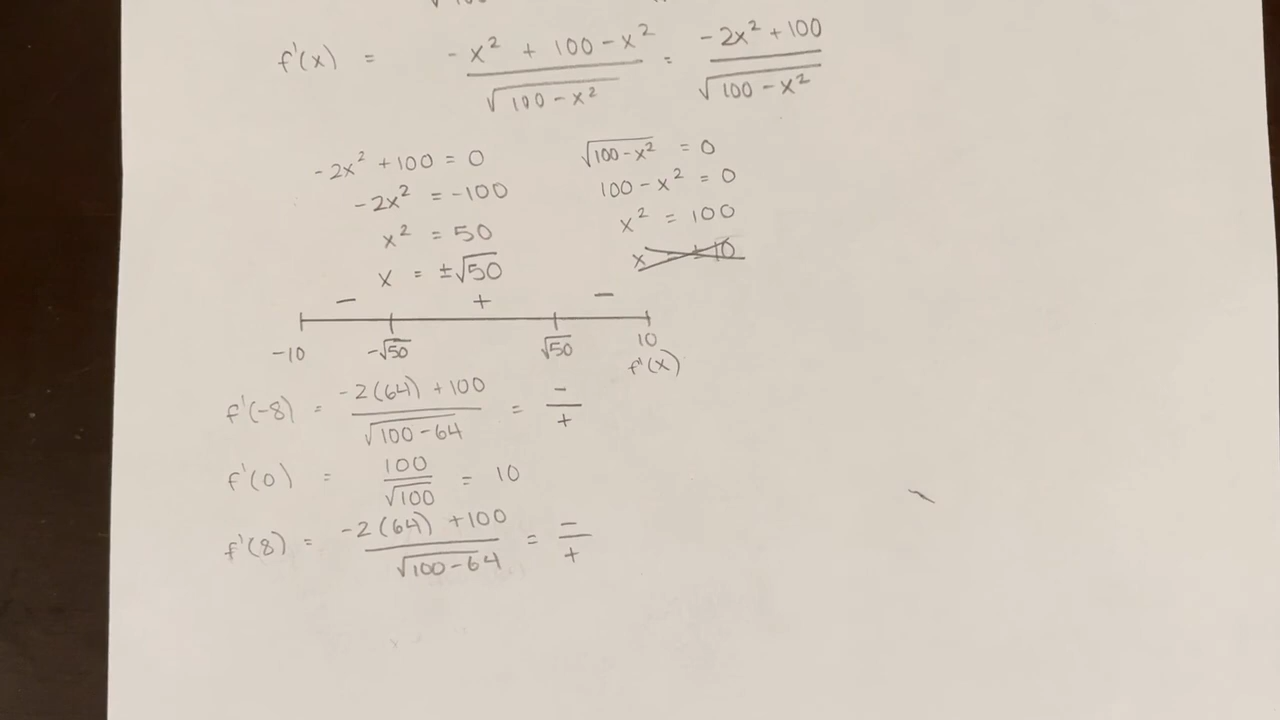 f'(x) = (-x² + 100 - x²)/√(100 - x²) = (-2x² + 100)/√(100 - x²)
-2x² + 100 = 0
-2x² = -100
x² = 50
x = ±√50
√(100 - x²) = 0
100 - x² = 0
x² = 100
- + -
-10 -√50 √50 10
f'(x)
f'(-8) = (-2(64) + 100)/√(100 - 64) = -/+
f'(0) = 100/√100 = 10
f'(8) = (-2(64) + 100)/√(100 - 64) = -/+